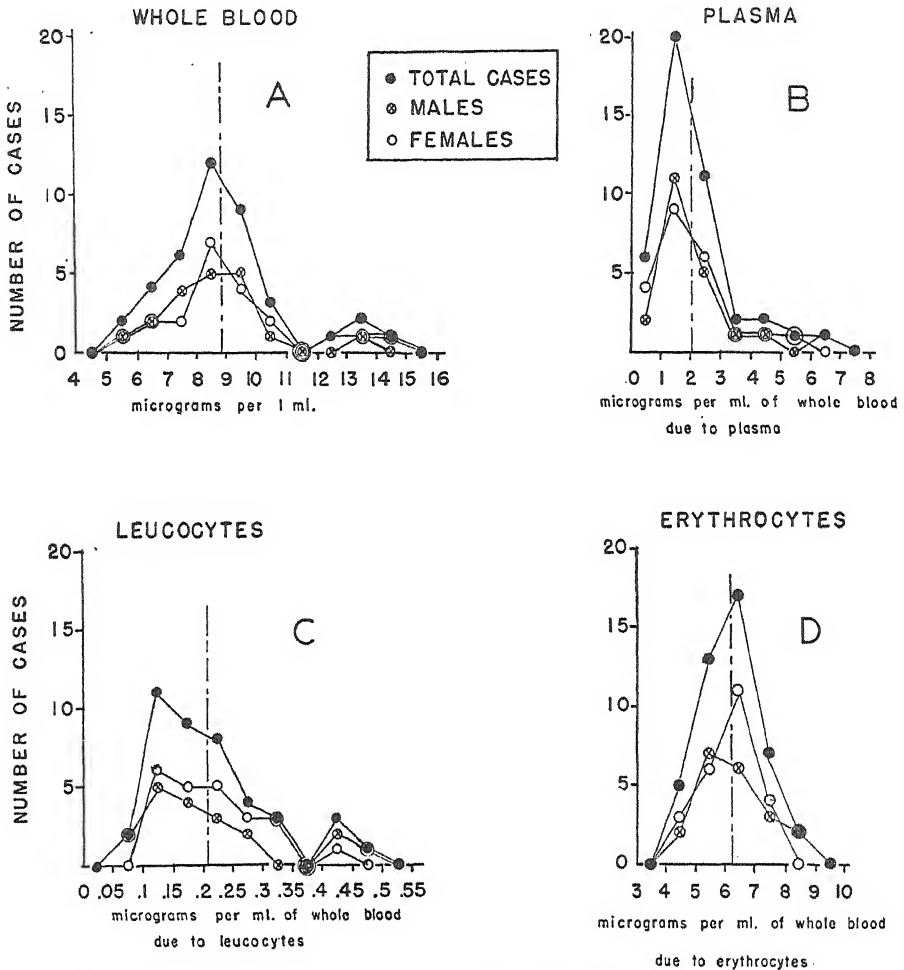 WHOLE BLOOD
20
15
10
5
0
NUMBER OF CASES
A
4 5 6 7 8 9 10 11 12 13 14 15 16
micrograms per 1 ml.
TOTAL CASES
MALES
FEMALES
PLASMA
20
15
10
5
B
0 1 2 3 4 5 6 7 8
micrograms per ml. of whole blood
due to plasma
LEUCOCYTES
20
15
10
5
0
NUMBER OF CASES
C
0 .05 .1 .15 .2 .25 .3 .35 .4 .45 .5 .55
micrograms per ml. of whole blood
due to leucocytes
ERYTHROCYTES
20
15
10
5
0
D
3 4 5 6 7 8 9 10
micrograms per ml. of whole blood
due to erythrocytes